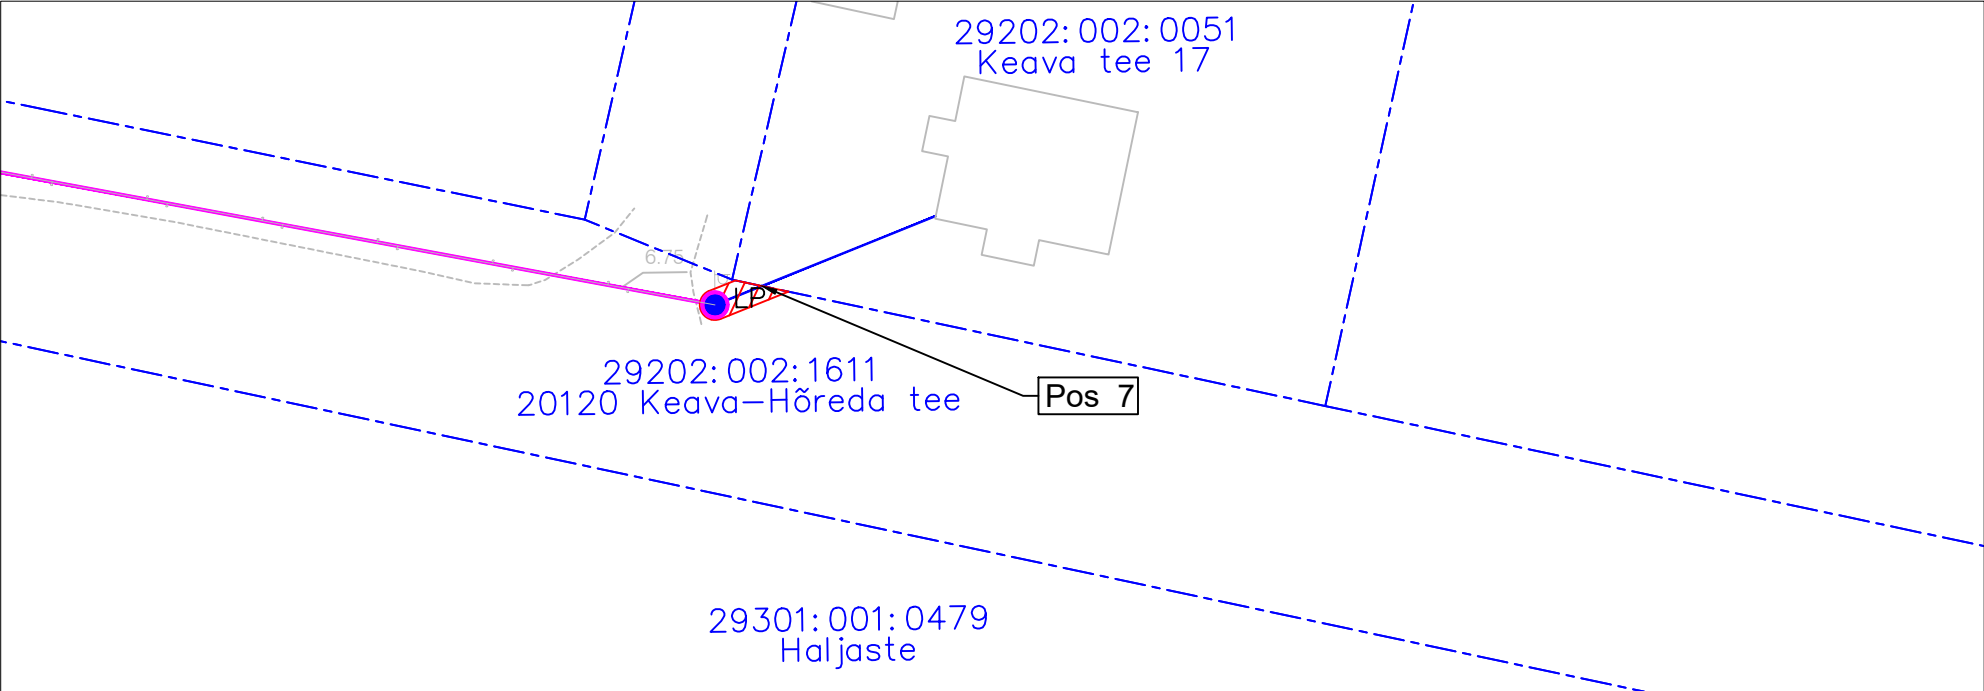 29202:002:0051
Keava tee 17
6.75
LP
29202:002:1611
20120 Keava-Hõreda tee
Pos 7
29301:001:0479
Haljaste